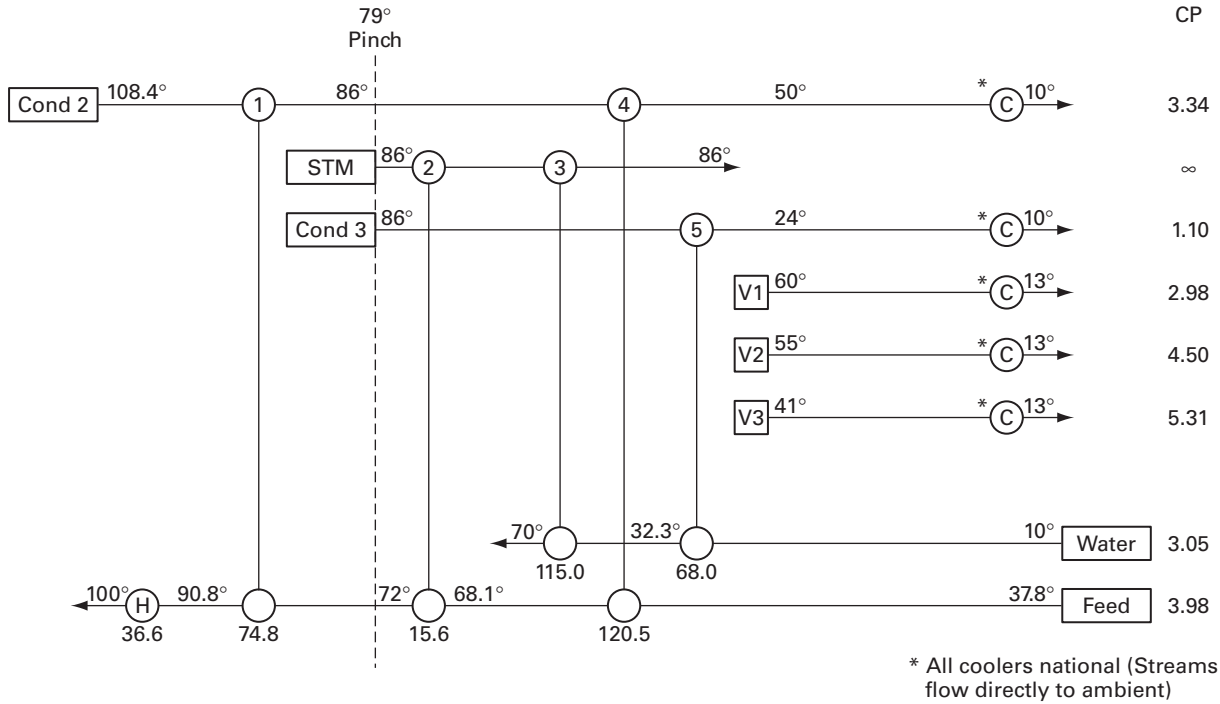 79°
Pinch
CP
Cond 2 108.4° 1 86° 4 50° * C 10° 3.34
STM 86° 2 3 86° ∞
Cond 3 86° 5 24° * C 10° 1.10
V1 60° * C 13° 2.98
V2 55° * C 13° 4.50
V3 41° * C 13° 5.31
70° 32.3° 10° Water 3.05
115.0 68.0
100° H 90.8° 72° 68.1° 37.8° Feed 3.98
36.6 74.8 15.6 120.5
* All coolers national (Streams
flow directly to ambient)